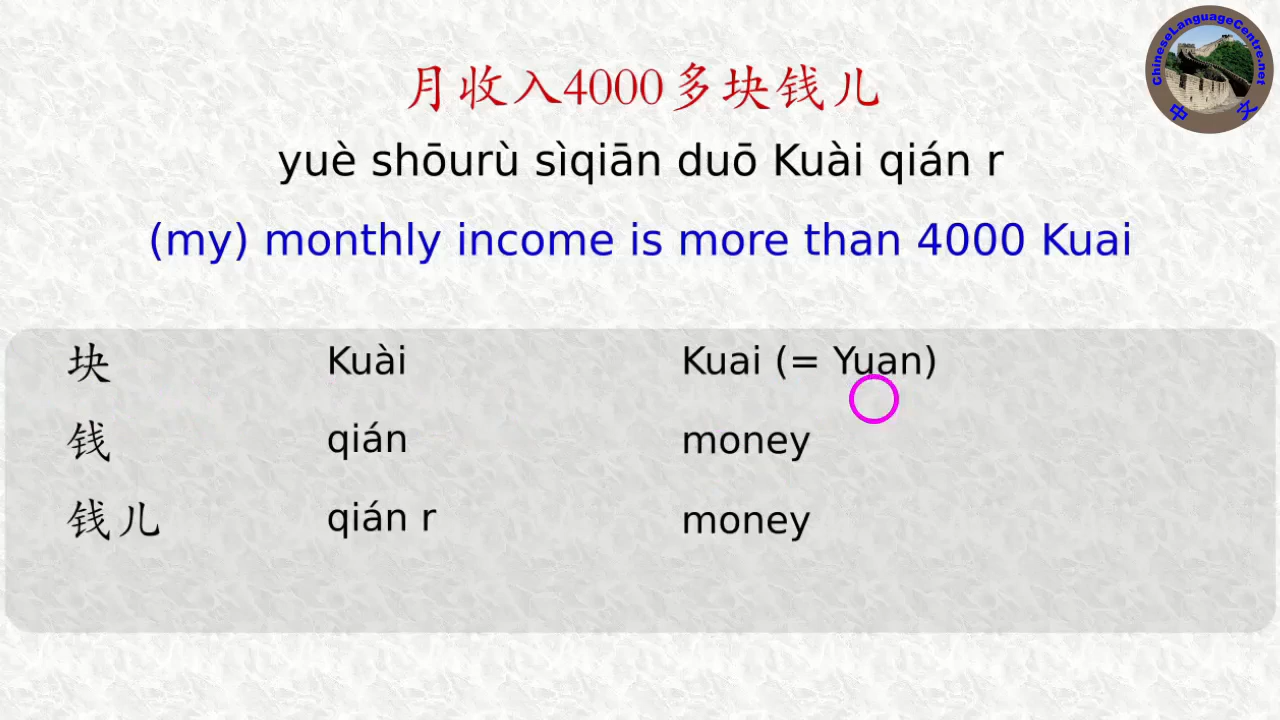 ChineseLanguageCentre.net
中文
月收入4000多块钱儿
yuè shōurù sìqiān duō Kuài qián r
(my) monthly income is more than 4000 Kuai
块 Kuài Kuai (= Yuan)
钱 qián money
钱儿 qián r money